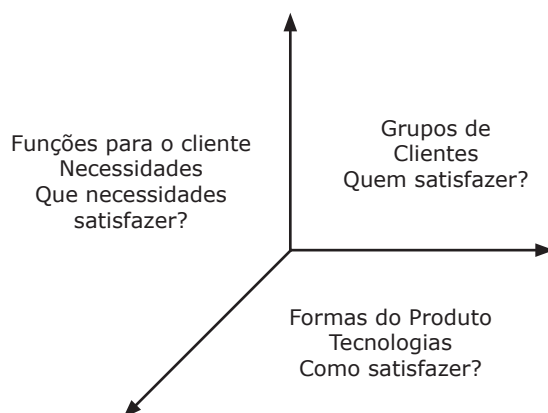 Funções para o cliente
Necessidades
Que necessidades
satisfazer?
Grupos de
Clientes
Quem satisfazer?
Formas do Produto
Tecnologias
Como satisfazer?